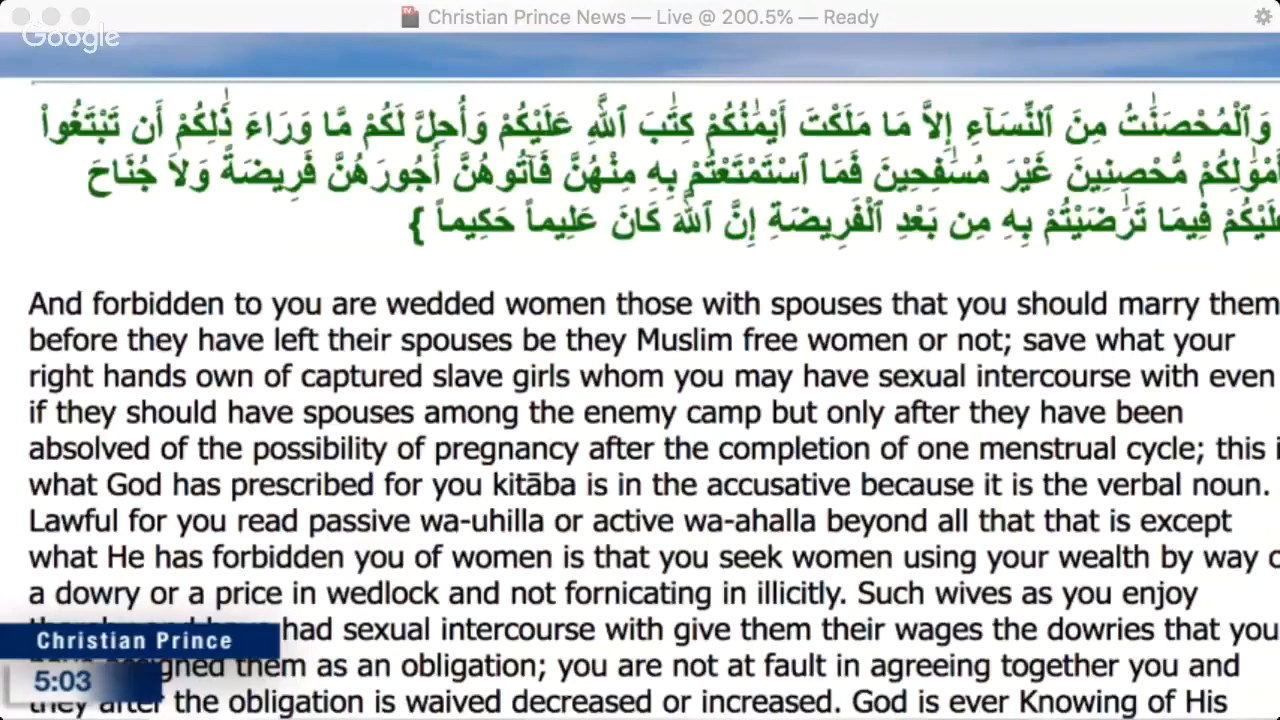 Christian Prince News — Live @ 200.5% — Ready
Google
وَٱلْمُحْصَنَٰتُ مِنَ ٱلنِّسَآءِ إِلاَّ مَا مَلَكْتَ أَيْمَٰنُكُمْ كِتَٰبَ ٱللَّهِ عَلَيْكُمْ وَأُحِلَّ لَكُمْ مَّا وَرَاءَ ذَٰلِكُمْ أَن تَبْتَغُواْ
أَمْوَٰلِكُمْ مُّحْصِنِينَ غَيْرَ مُسَٰفِحِينَ فَمَا ٱسْتَمْتَعْتُمْ بِهِ مِنْهُنَّ فَآتُوهُنَّ أُجُورَهُنَّ فَرِيضَةً وَلاَ جُنَاحَ
لَيْكُمْ فِيمَا تَرَٰضَيْتُمْ بِهِ مِن بَعْدِ ٱلْفَرِيضَةِ إِنَّ ٱللَّهَ كَانَ عَلِيماً حَكِيماً }
And forbidden to you are wedded women those with spouses that you should marry them
before they have left their spouses be they Muslim free women or not; save what your
right hands own of captured slave girls whom you may have sexual intercourse with even
if they should have spouses among the enemy camp but only after they have been
absolved of the possibility of pregnancy after the completion of one menstrual cycle; this i
what God has prescribed for you kitāba is in the accusative because it is the verbal noun.
Lawful for you read passive wa-uhilla or active wa-ahalla beyond all that that is except
what He has forbidden you of women is that you seek women using your wealth by way o
a dowry or a price in wedlock and not fornicating in illicitly. Such wives as you enjoy
had sexual intercourse with give them their wages the dowries that you
them as an obligation; you are not at fault in agreeing together you and
they after the obligation is waived decreased or increased. God is ever Knowing of His
Christian Prince
5:03